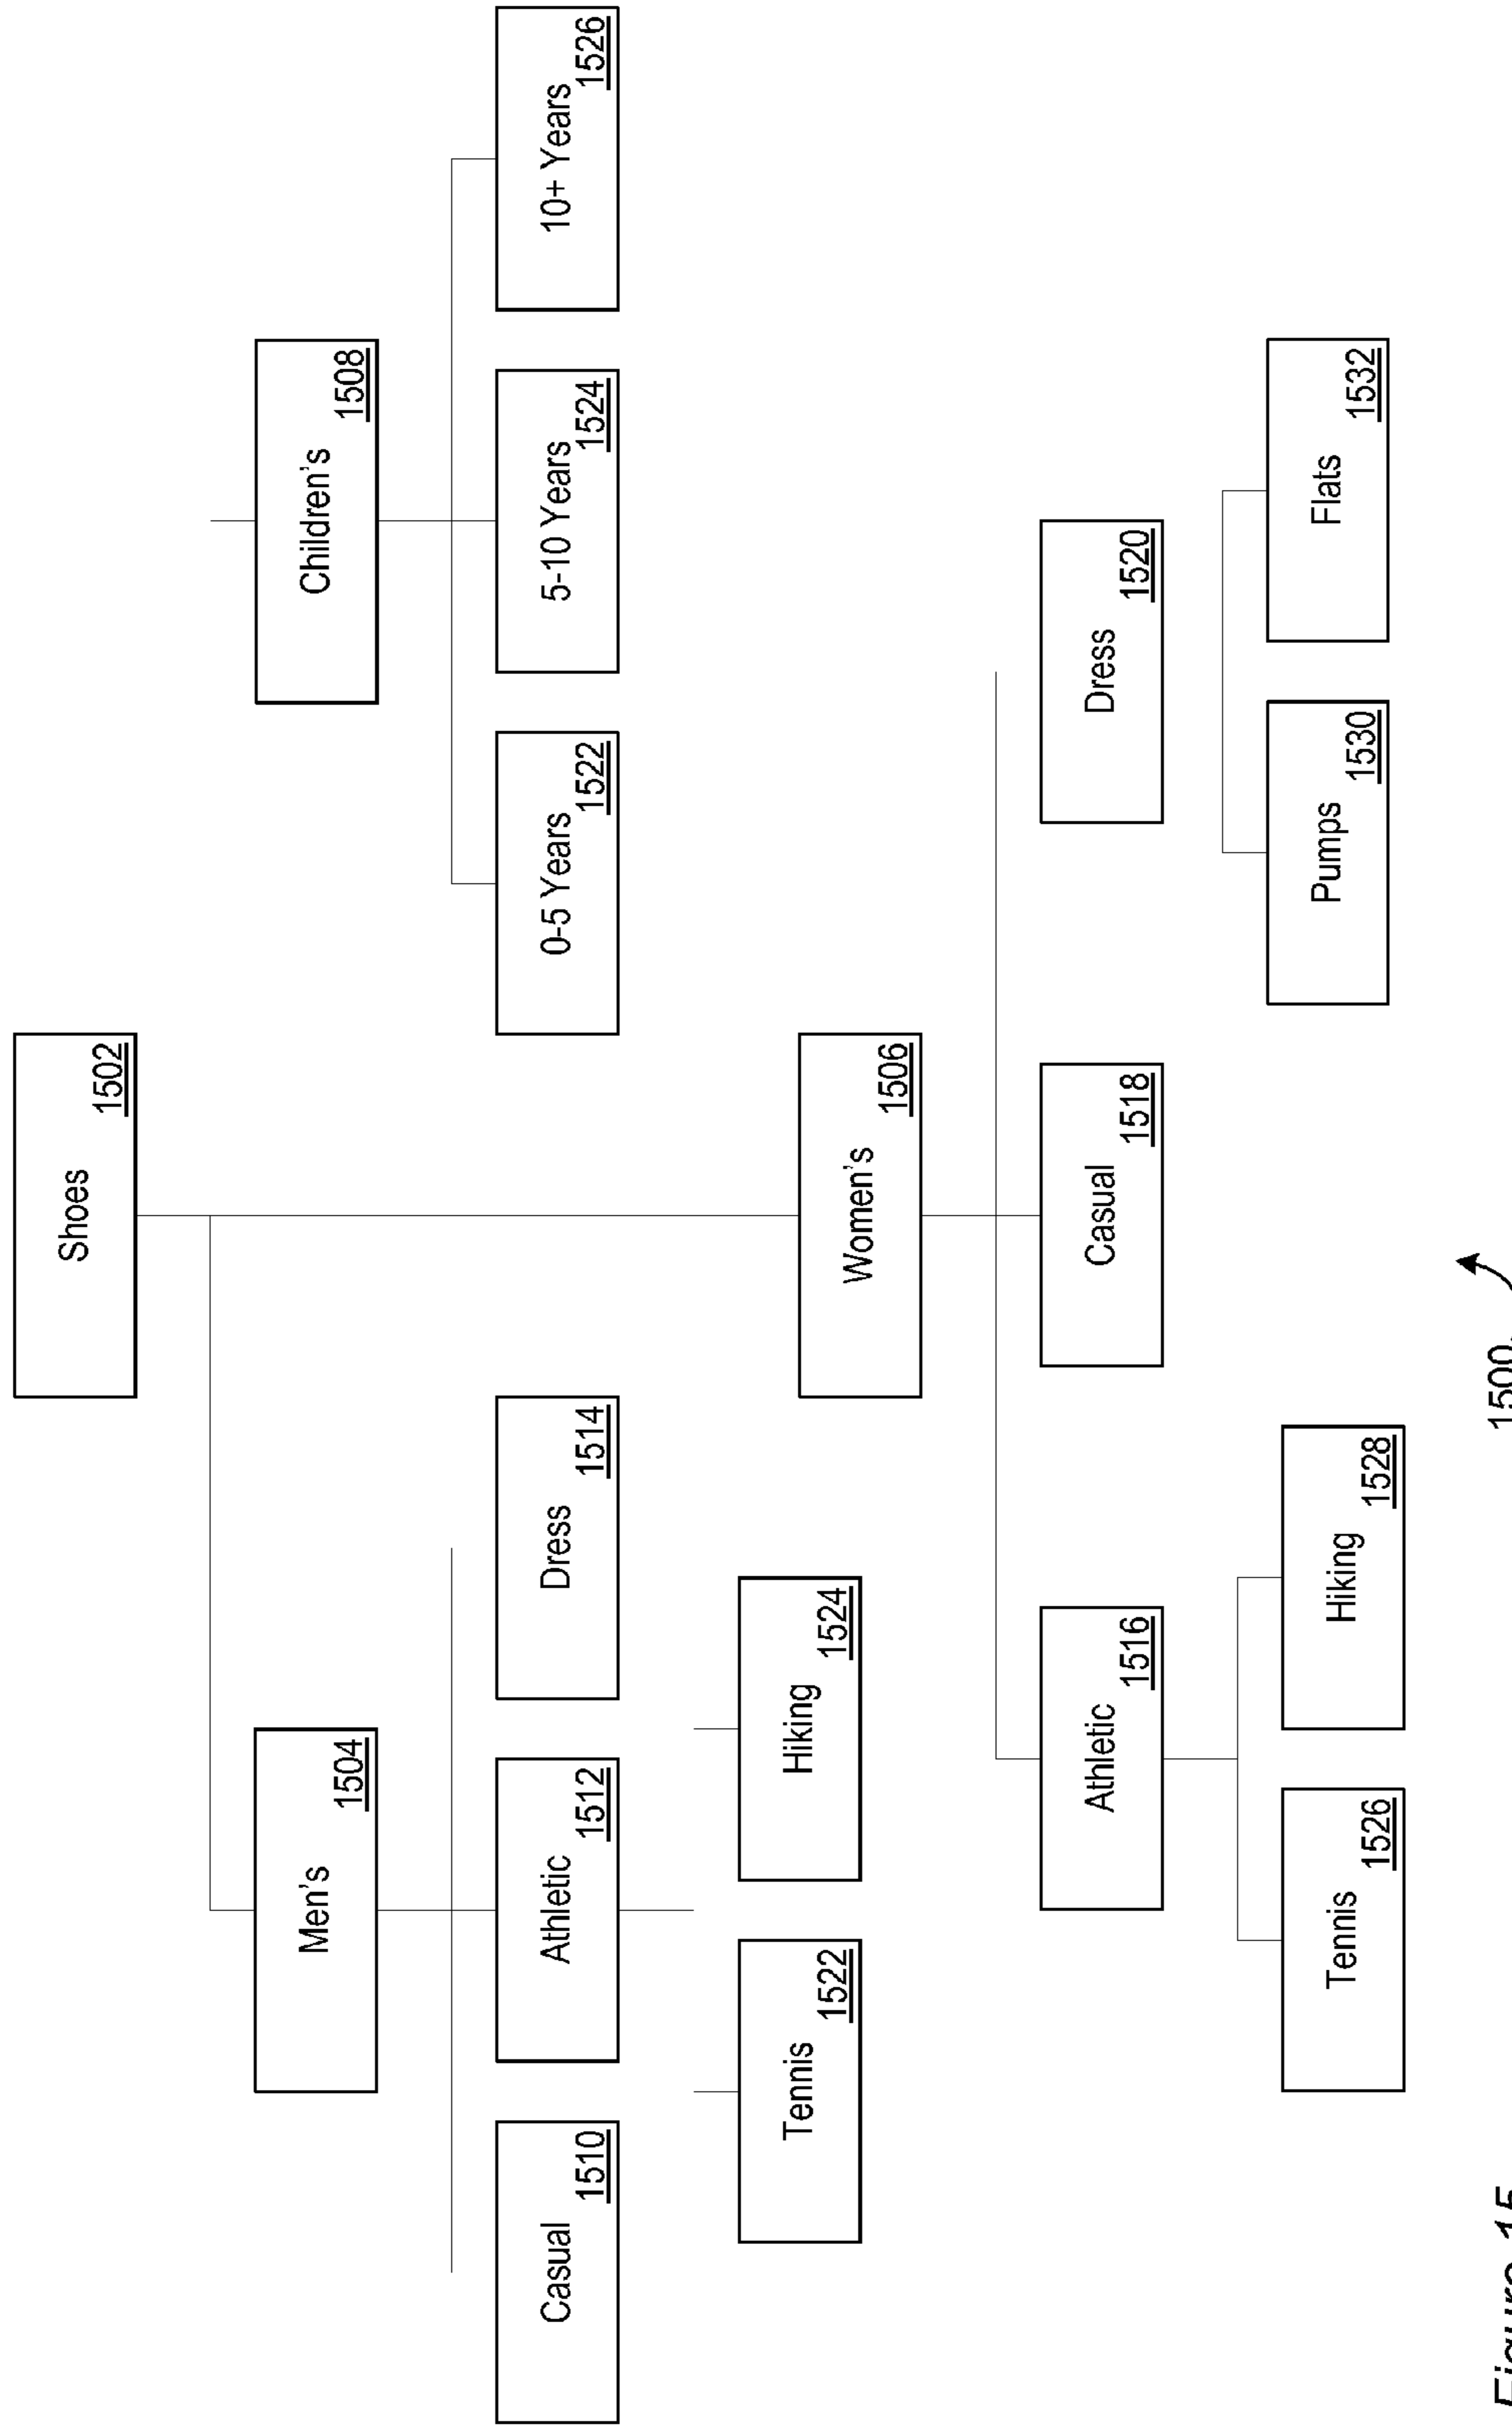 Shoes
1502
Men's
1504
Children's
1508
Casual
1510
Athletic
1512
Dress
1514
0-5 Years
1522
5-10 Years
1524
10+ Years
1526
Tennis
1522
Hiking
1524
Women's
1506
Athletic
1516
Casual
1518
Dress
1520
Tennis
1526
Hiking
1528
Pumps
1530
Flats
1532
1500
Figure 15